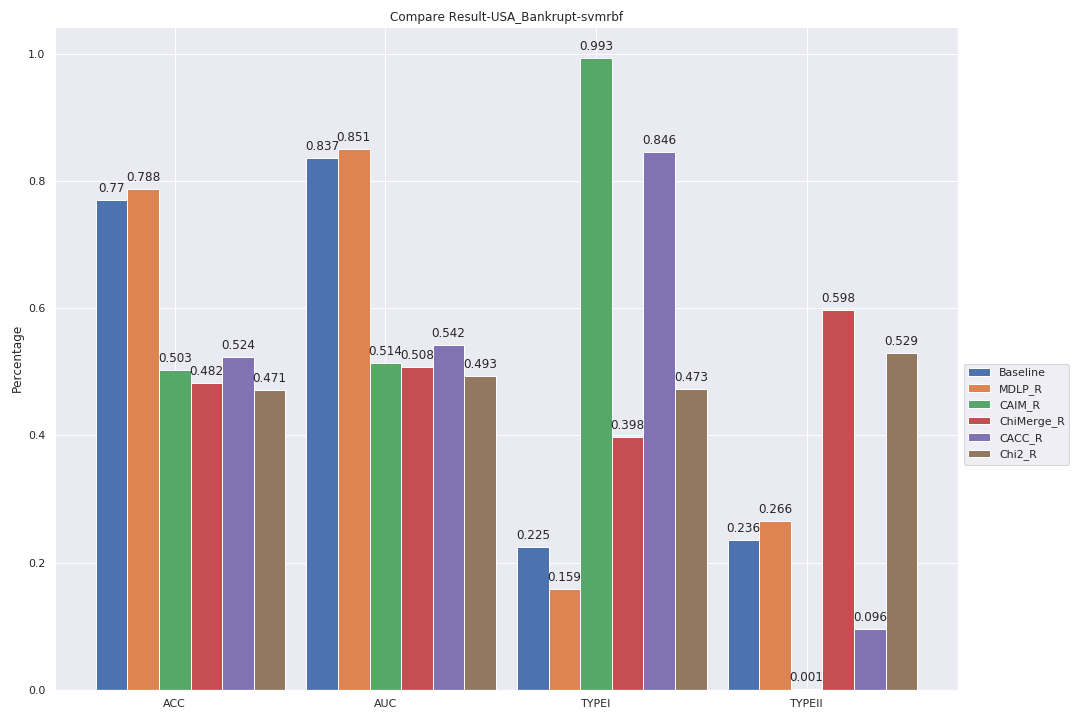 Compare Result-USA_Bankrupt-svmrbf
Percentage
1.0
0.8
0.6
0.4
0.2
0.0
0.77
0.788
0.503
0.482
0.524
0.471
0.837
0.851
0.514
0.508
0.542
0.493
0.225
0.159
0.993
0.398
0.846
0.473
0.236
0.266
0.001
0.598
0.096
0.529
ACC
AUC
TYPEI
TYPEII
Baseline
MDLP_R
CAIM_R
ChiMerge_R
CACC_R
Chi2_R